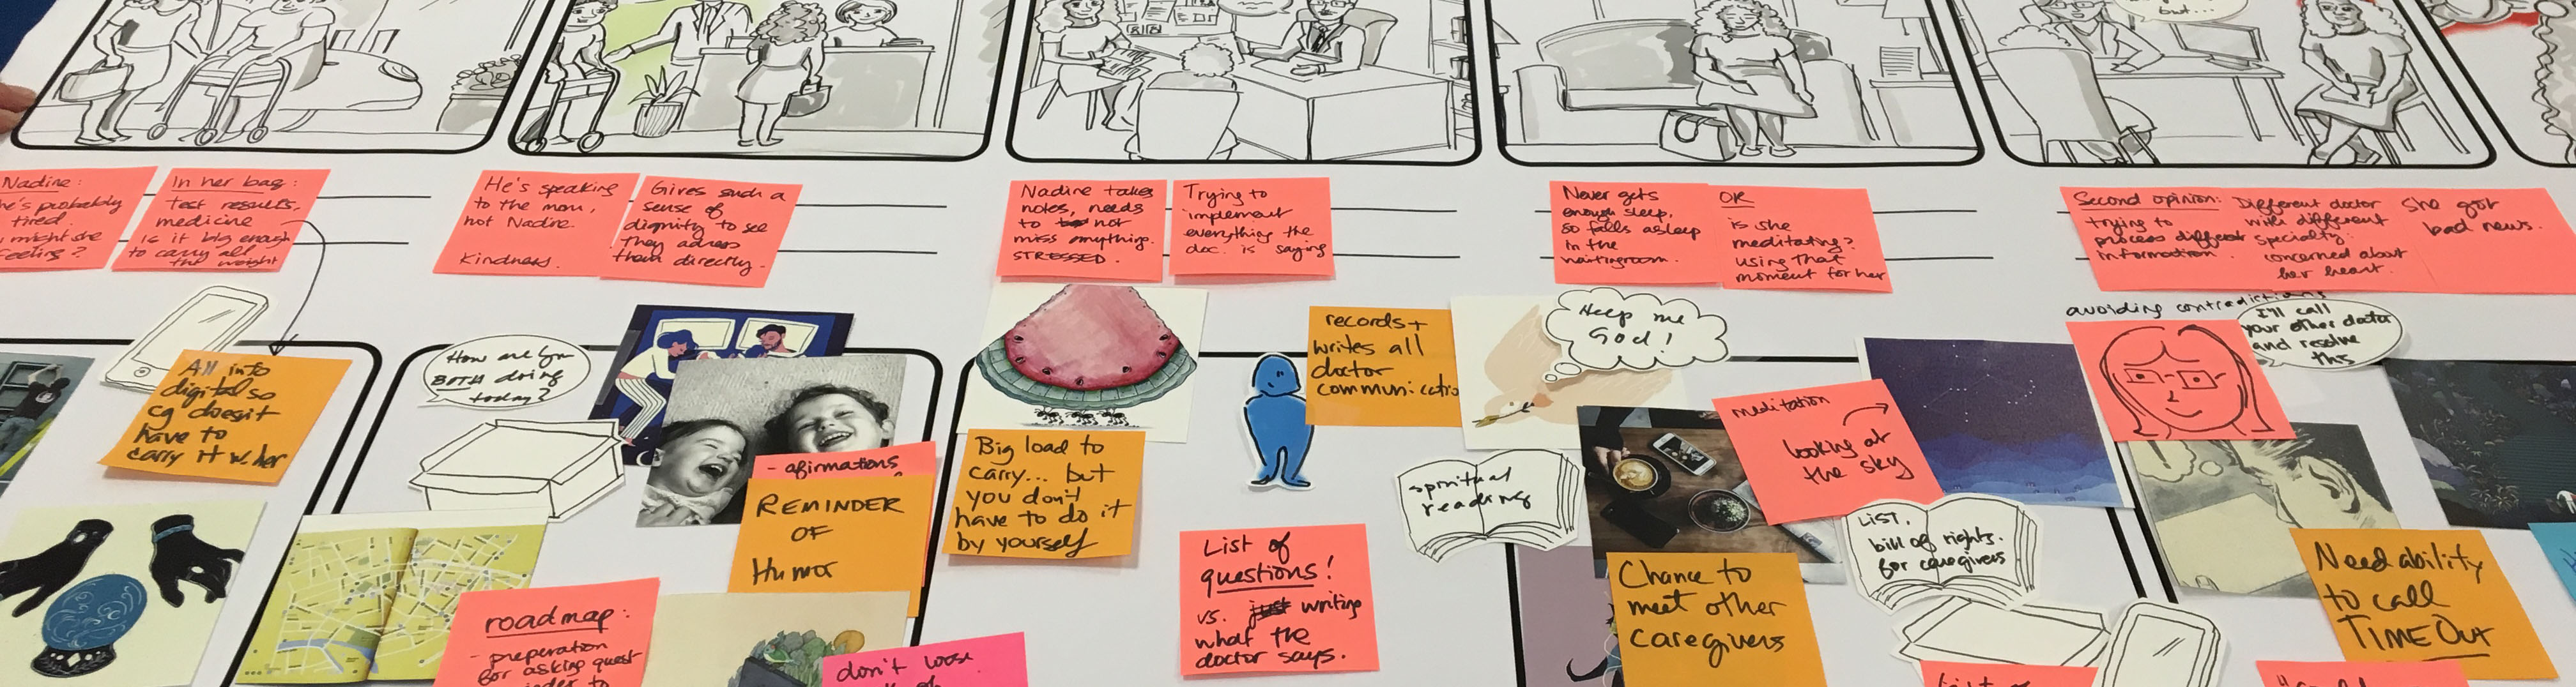 but...
Nadine:
he's probably
tired.
might she
feeling?
In her bag:
test results,
medicine
is it big enough
to carry all
the weight
He's speaking
to the mom,
not Nadine.
Kindness.
Gives such a
sense of
dignity to see
they adress
them directly.
Nadine takes
notes, needs
to not
miss anything.
STRESSED.
Trying to
implement
everything the
doc. is saying
Never gets
enough sleep,
so falls asleep
in the
waitingroom.
OR
is she
meditating?
using that
moment for her
Second opinion:
trying to
process different
information.
Different doctor
with different
specialty.
concerned about
her heart.
She got
bad news.
avoiding contradictions
I'll call
your other doctor
and resolve
this
All into
digital so
cg doesn't
have to
carry it w. her
How are you
BOTH doing
today?
- afirmations
REMINDER
OF
Humor
Big load to
carry... but
you don't
have to do it
by yourself
records +
writes all
doctor
communicatio
Help me
God!
spiritual
reading
meditation
looking at
the sky
List,
bill of rights.
for caregivers
Need ability
to call
TIME OUT
Chance to
meet other
caregivers
List of
questions!
vs. just writing
what the
doctor says.
roadmap:
- preparation
for asking quest
don't loose
List of